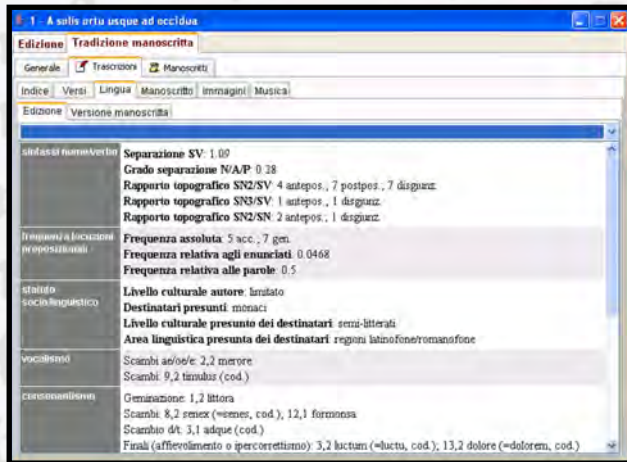 1 - A solis ortu usque ad occidua
Edizione Tradizione manoscritta
Generale Trascrizioni Manoscritti
Indice Versi Lingua Manoscritto Immagini Musica
Edizione Versione manoscritta
sintassi nome/verbo
Separazione SV: 1.09
Grado separazione N/A/P: 0.38
Rapporto topografico SN2/SV: 4 antepos., 7 postpos., 7 disgiunz.
Rapporto topografico SN3/SV: 1 antepos., 1 disgiunz.
Rapporto topografico SN2/SN: 2 antepos., 1 disgiunz.
frequenza locuzioni
preposizionali
Frequenza assoluta: 5 acc., 7 gen.
Frequenza relativa agli enunciati: 0.0468
Frequenza relativa alle parole: 0.5
statuto
sociolinguistico
Livello culturale autore: limitato
Destinatari presunti: monaci
Livello culturale presunto dei destinatari: semi-litterati
Area linguistica presunta dei destinatari: regioni latinofone/romanofone
vocalismo
Scambi ae/oe/e: 2,2 merore
Scambi: 9,2 timulus (cod.)
consonantismo
Geminazione: 1,2 littora
Scambi: 8,2 senex (=senes, cod.); 12,1 formonsa
Scambio d/t: 3,1 adque (cod.)
Finali (affievolimento o ipercorrettismo): 3,2 luctum (=luctu, cod.); 13,2 dolore (=dolorem, cod.)